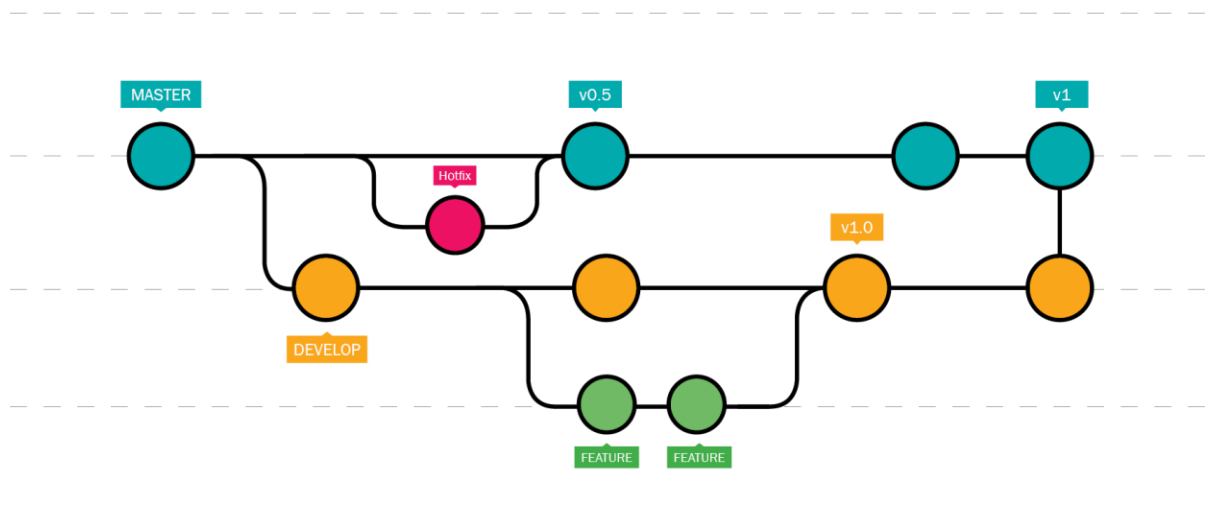 MASTER
v0.5
v1
Hotfix
v1.0
DEVELOP
FEATURE
FEATURE